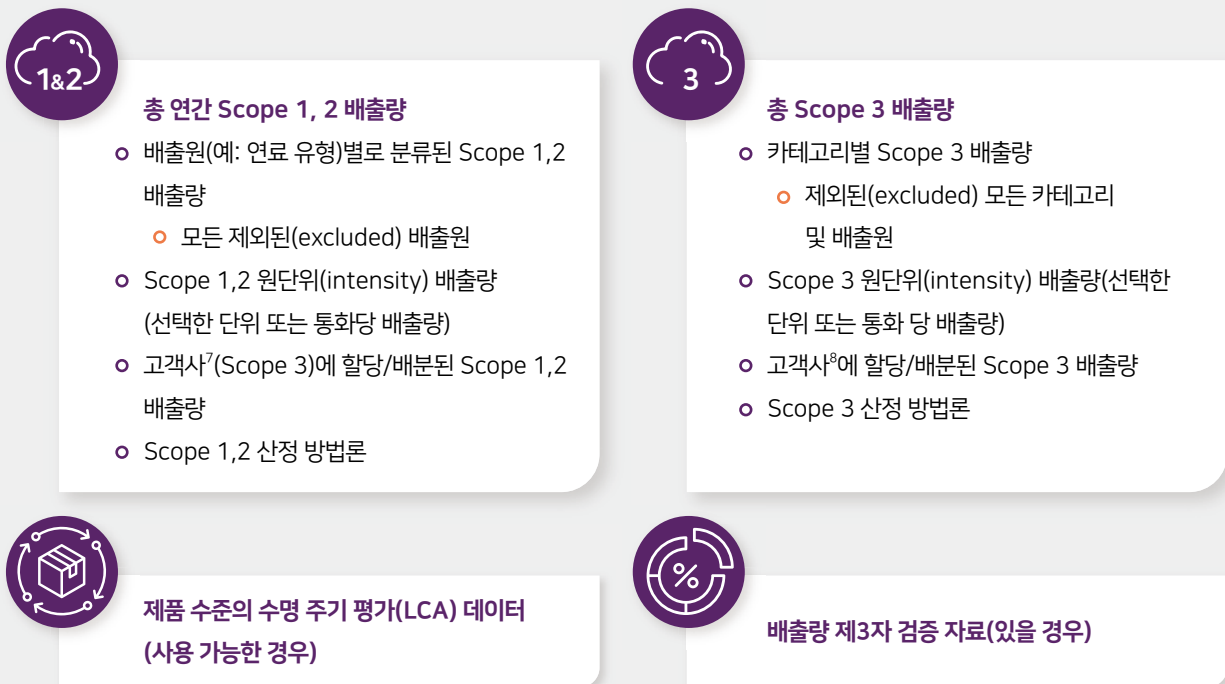 1&2
총 연간 Scope 1, 2 배출량
배출원(예: 연료 유형)별로 분류된 Scope 1,2
배출량
모든 제외된(excluded) 배출원
Scope 1,2 원단위(intensity) 배출량
(선택한 단위 또는 통화당 배출량)
고객사7(Scope 3)에 할당/배분된 Scope 1,2
배출량
Scope 1,2 산정 방법론
3
총 Scope 3 배출량
카테고리별 Scope 3 배출량
제외된(excluded) 모든 카테고리
및 배출원
Scope 3 원단위(intensity) 배출량(선택한
단위 또는 통화 당 배출량)
고객사8에 할당/배분된 Scope 3 배출량
Scope 3 산정 방법론
제품 수준의 수명 주기 평가(LCA) 데이터
(사용 가능한 경우)
%
배출량 제3자 검증 자료(있을 경우)